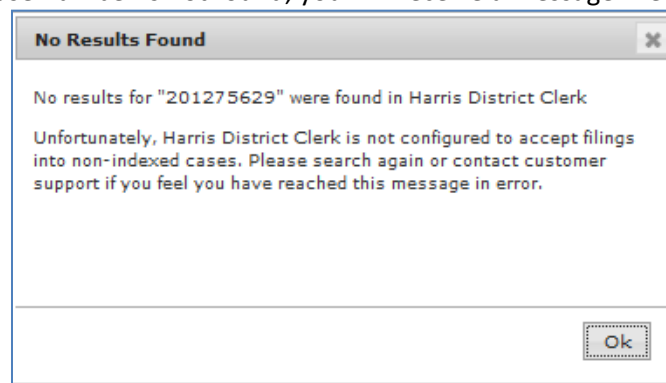 No Results Found
No results for "201275629" were found in Harris District Clerk
Unfortunately, Harris District Clerk is not configured to accept filings
into non-indexed cases. Please search again or contact customer
support if you feel you have reached this message in error.
Ok